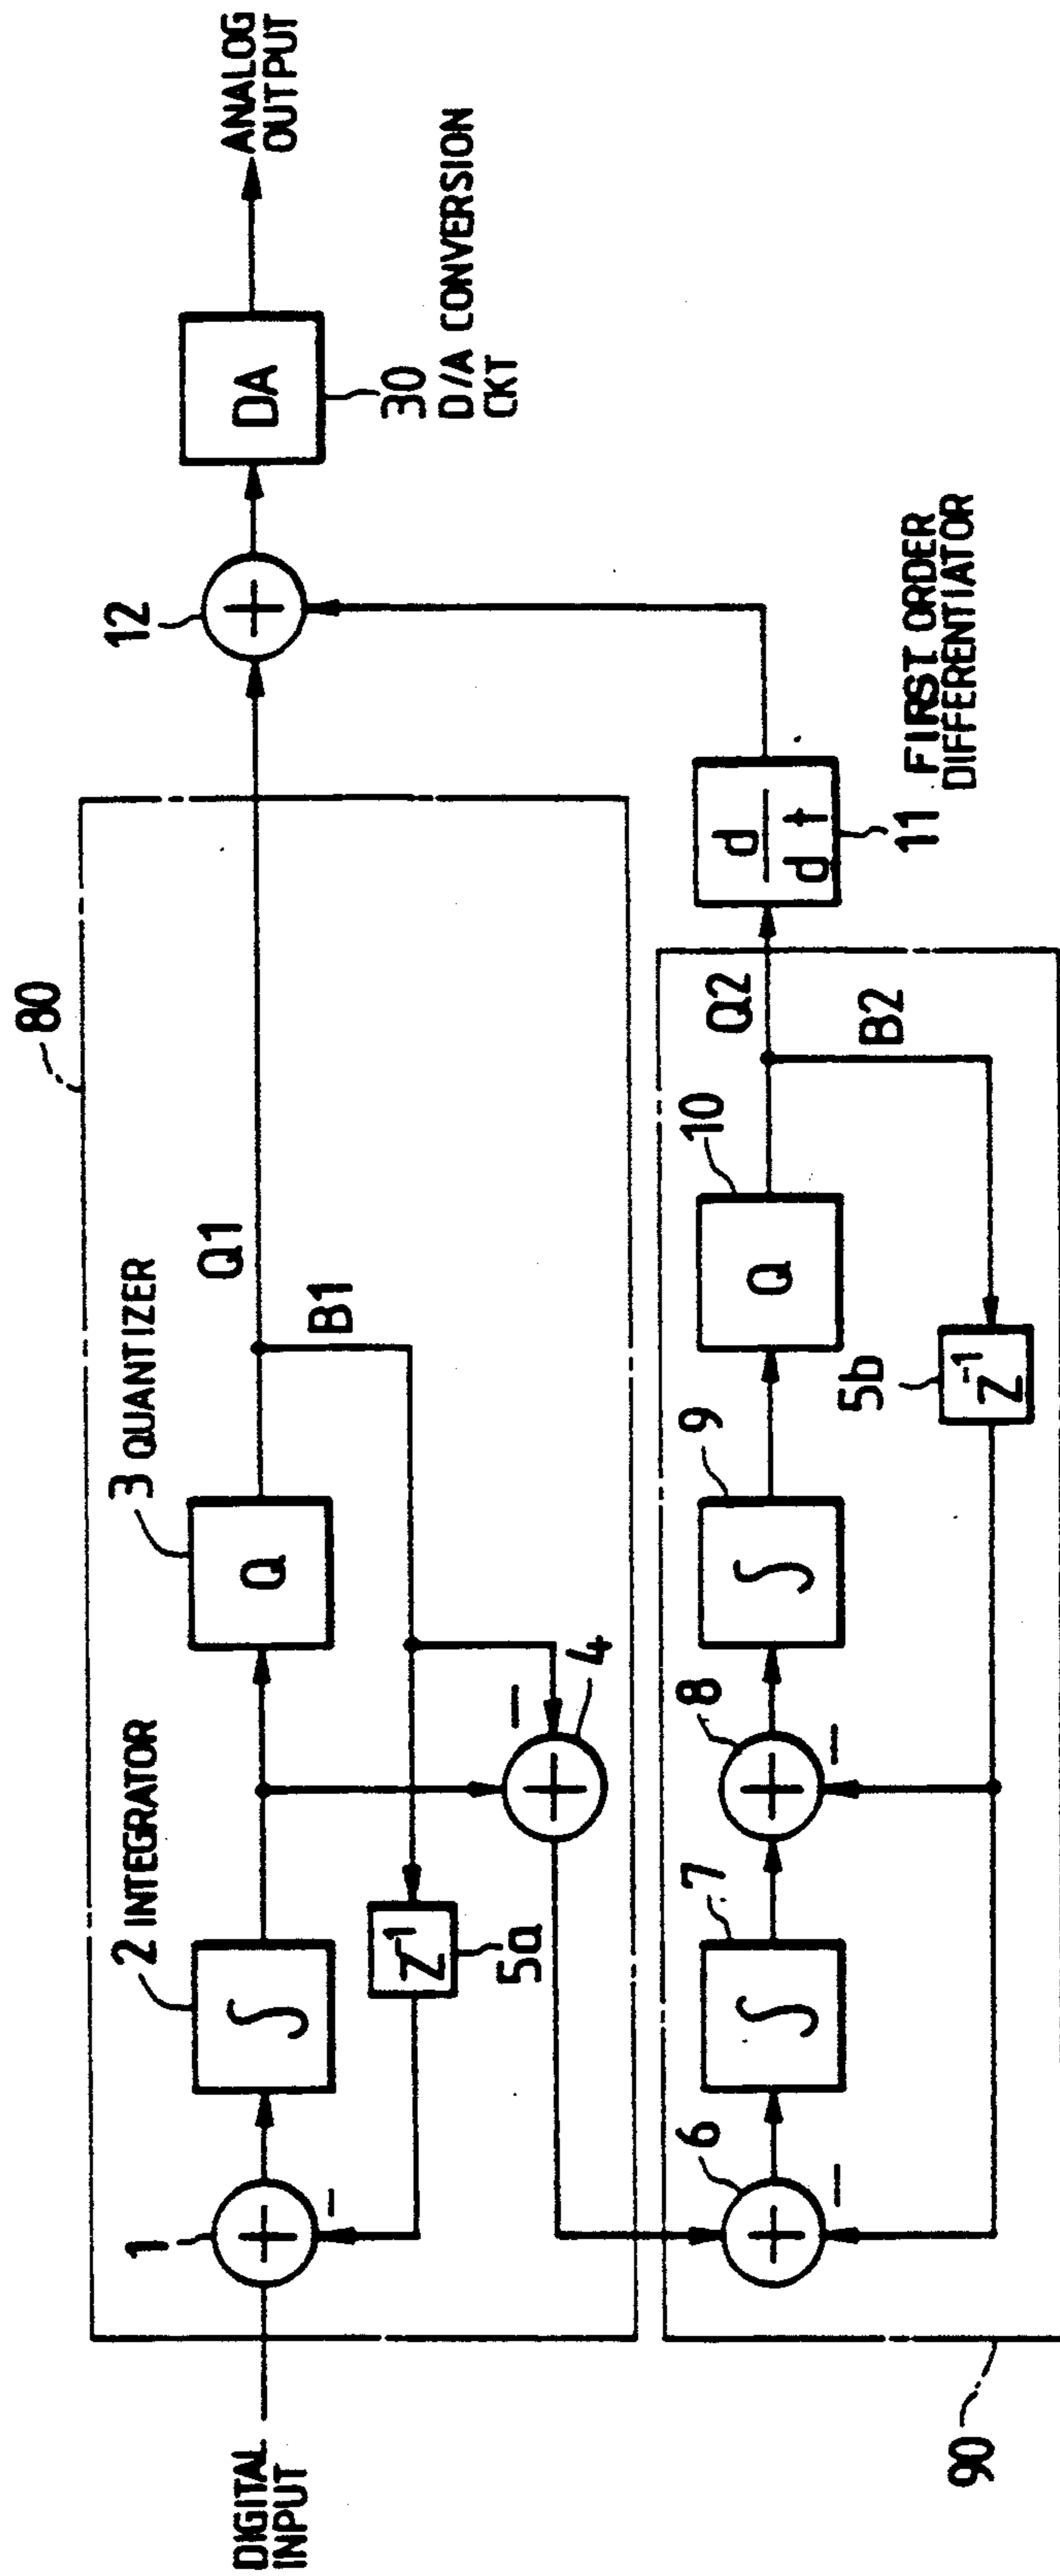 80
DIGITAL
INPUT
1
2 INTEGRATOR
∫
3 QUANTIZER
Q
Q1
B1
Z⁻¹
5a
4
−
−
12
DA
30
D/A CONVERSION
CKT
ANALOG
OUTPUT
90
6
−
7
∫
8
−
9
∫
10
Q
Q2
B2
5b
Z⁻¹
d
d t
11
FIRST ORDER
DIFFERENTIATOR